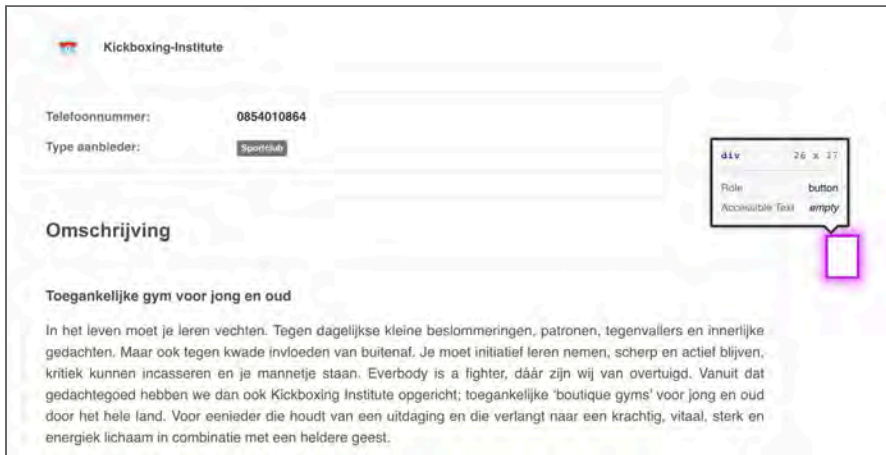 Kickboxing-Institute
Telefoonnummer: 0854010864
Type aanbieder: Sportclub
div 26 x 37
Role button
Accessible Text empty
Omschrijving
Toegankelijke gym voor jong en oud
In het leven moet je leren vechten. Tegen dagelijkse kleine beslommeringen, patronen, tegenvallers en innerlijke
gedachten. Maar ook tegen kwade invloeden van buitenaf. Je moet initiatief leren nemen, scherp en actief blijven,
kritiek kunnen incasseren en je mannetje staan. Everbody is a fighter, dáár zijn wij van overtuigd. Vanuit dat
gedachtegoed hebben we dan ook Kickboxing Institute opgericht; toegankelijke ‘boutique gyms’ voor jong en oud
door het hele land. Voor eenieder die houdt van een uitdaging en die verlangt naar een krachtig, vitaal, sterk en
energiek lichaam in combinatie met een heldere geest.